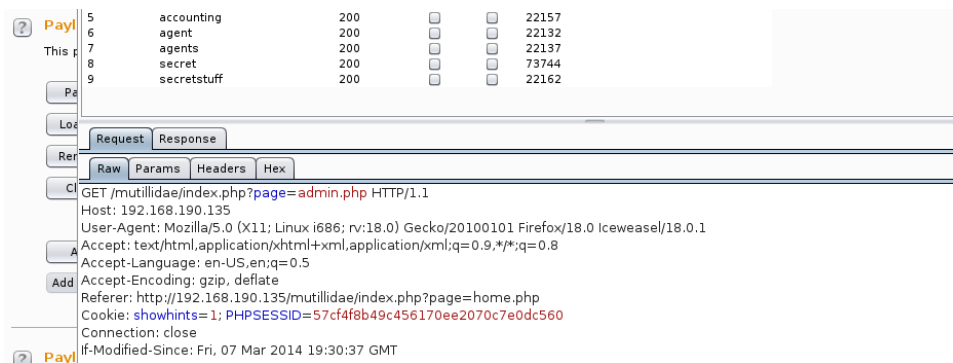 Payl
This p
Pa
Loa
Rer
Cl
A
Add
Payl
5 accounting 200 22157
6 agent 200 22132
7 agents 200 22137
8 secret 200 73744
9 secretstuff 200 22162
Request Response
Raw Params Headers Hex
GET /mutillidae/index.php?page=admin.php HTTP/1.1
Host: 192.168.190.135
User-Agent: Mozilla/5.0 (X11; Linux i686; rv:18.0) Gecko/20100101 Firefox/18.0 Iceweasel/18.0.1
Accept: text/html,application/xhtml+xml,application/xml;q=0.9,*/*;q=0.8
Accept-Language: en-US,en;q=0.5
Accept-Encoding: gzip, deflate
Referer: http://192.168.190.135/mutillidae/index.php?page=home.php
Cookie: showhints=1; PHPSESSID=57cf4f8b49c456170ee2070c7e0dc560
Connection: close
If-Modified-Since: Fri, 07 Mar 2014 19:30:37 GMT